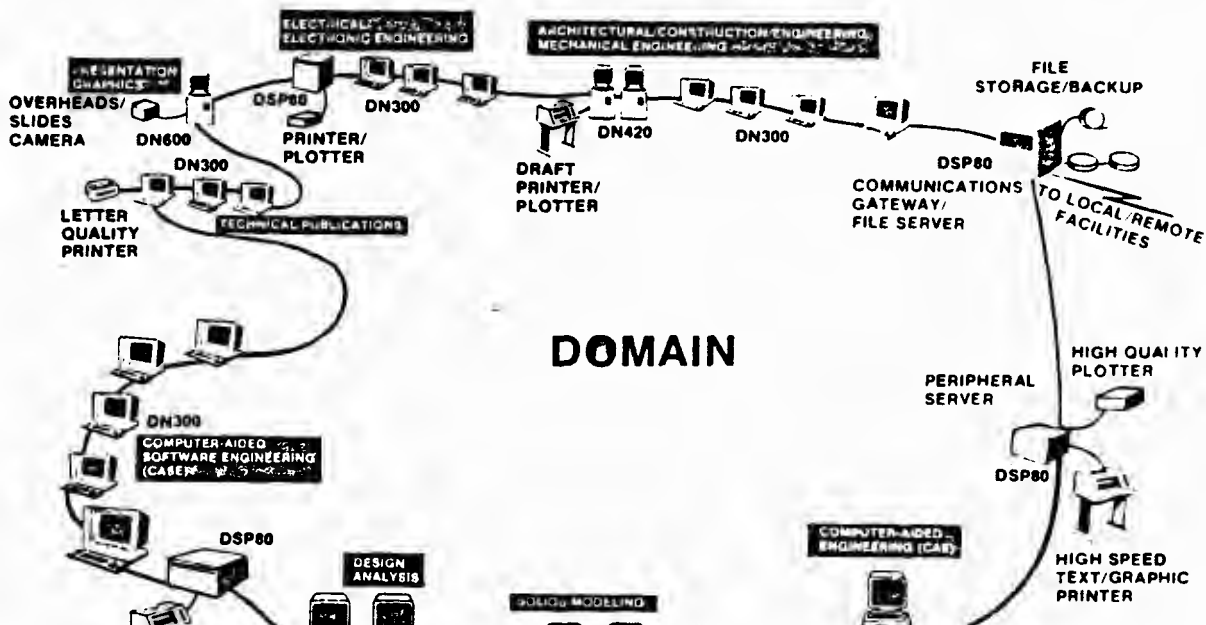 ELECTRICAL/
ELECTRONIC ENGINEERING
ARCHITECTURAL/CONSTRUCTION ENGINEERING,
MECHANICAL ENGINEERING
PRESENTATION
GRAPHICS
FILE
STORAGE/BACKUP
OVERHEADS/
SLIDES
CAMERA
DN600
DSP80
DN300
PRINTER/
PLOTTER
DN420
DN300
DRAFT
PRINTER/
PLOTTER
DSP80
COMMUNICATIONS
GATEWAY/
FILE SERVER
TO LOCAL/REMOTE
FACILITIES
DN300
LETTER
QUALITY
PRINTER
TECHNICAL PUBLICATIONS
DOMAIN
HIGH QUALITY
PLOTTER
PERIPHERAL
SERVER
DSP80
DN300
COMPUTER-AIDED
SOFTWARE ENGINEERING
(CASE)
HIGH SPEED
TEXT/GRAPHIC
PRINTER
DSP80
DESIGN
ANALYSIS
SOLIDS MODELING
COMPUTER-AIDED
ENGINEERING (CAE)